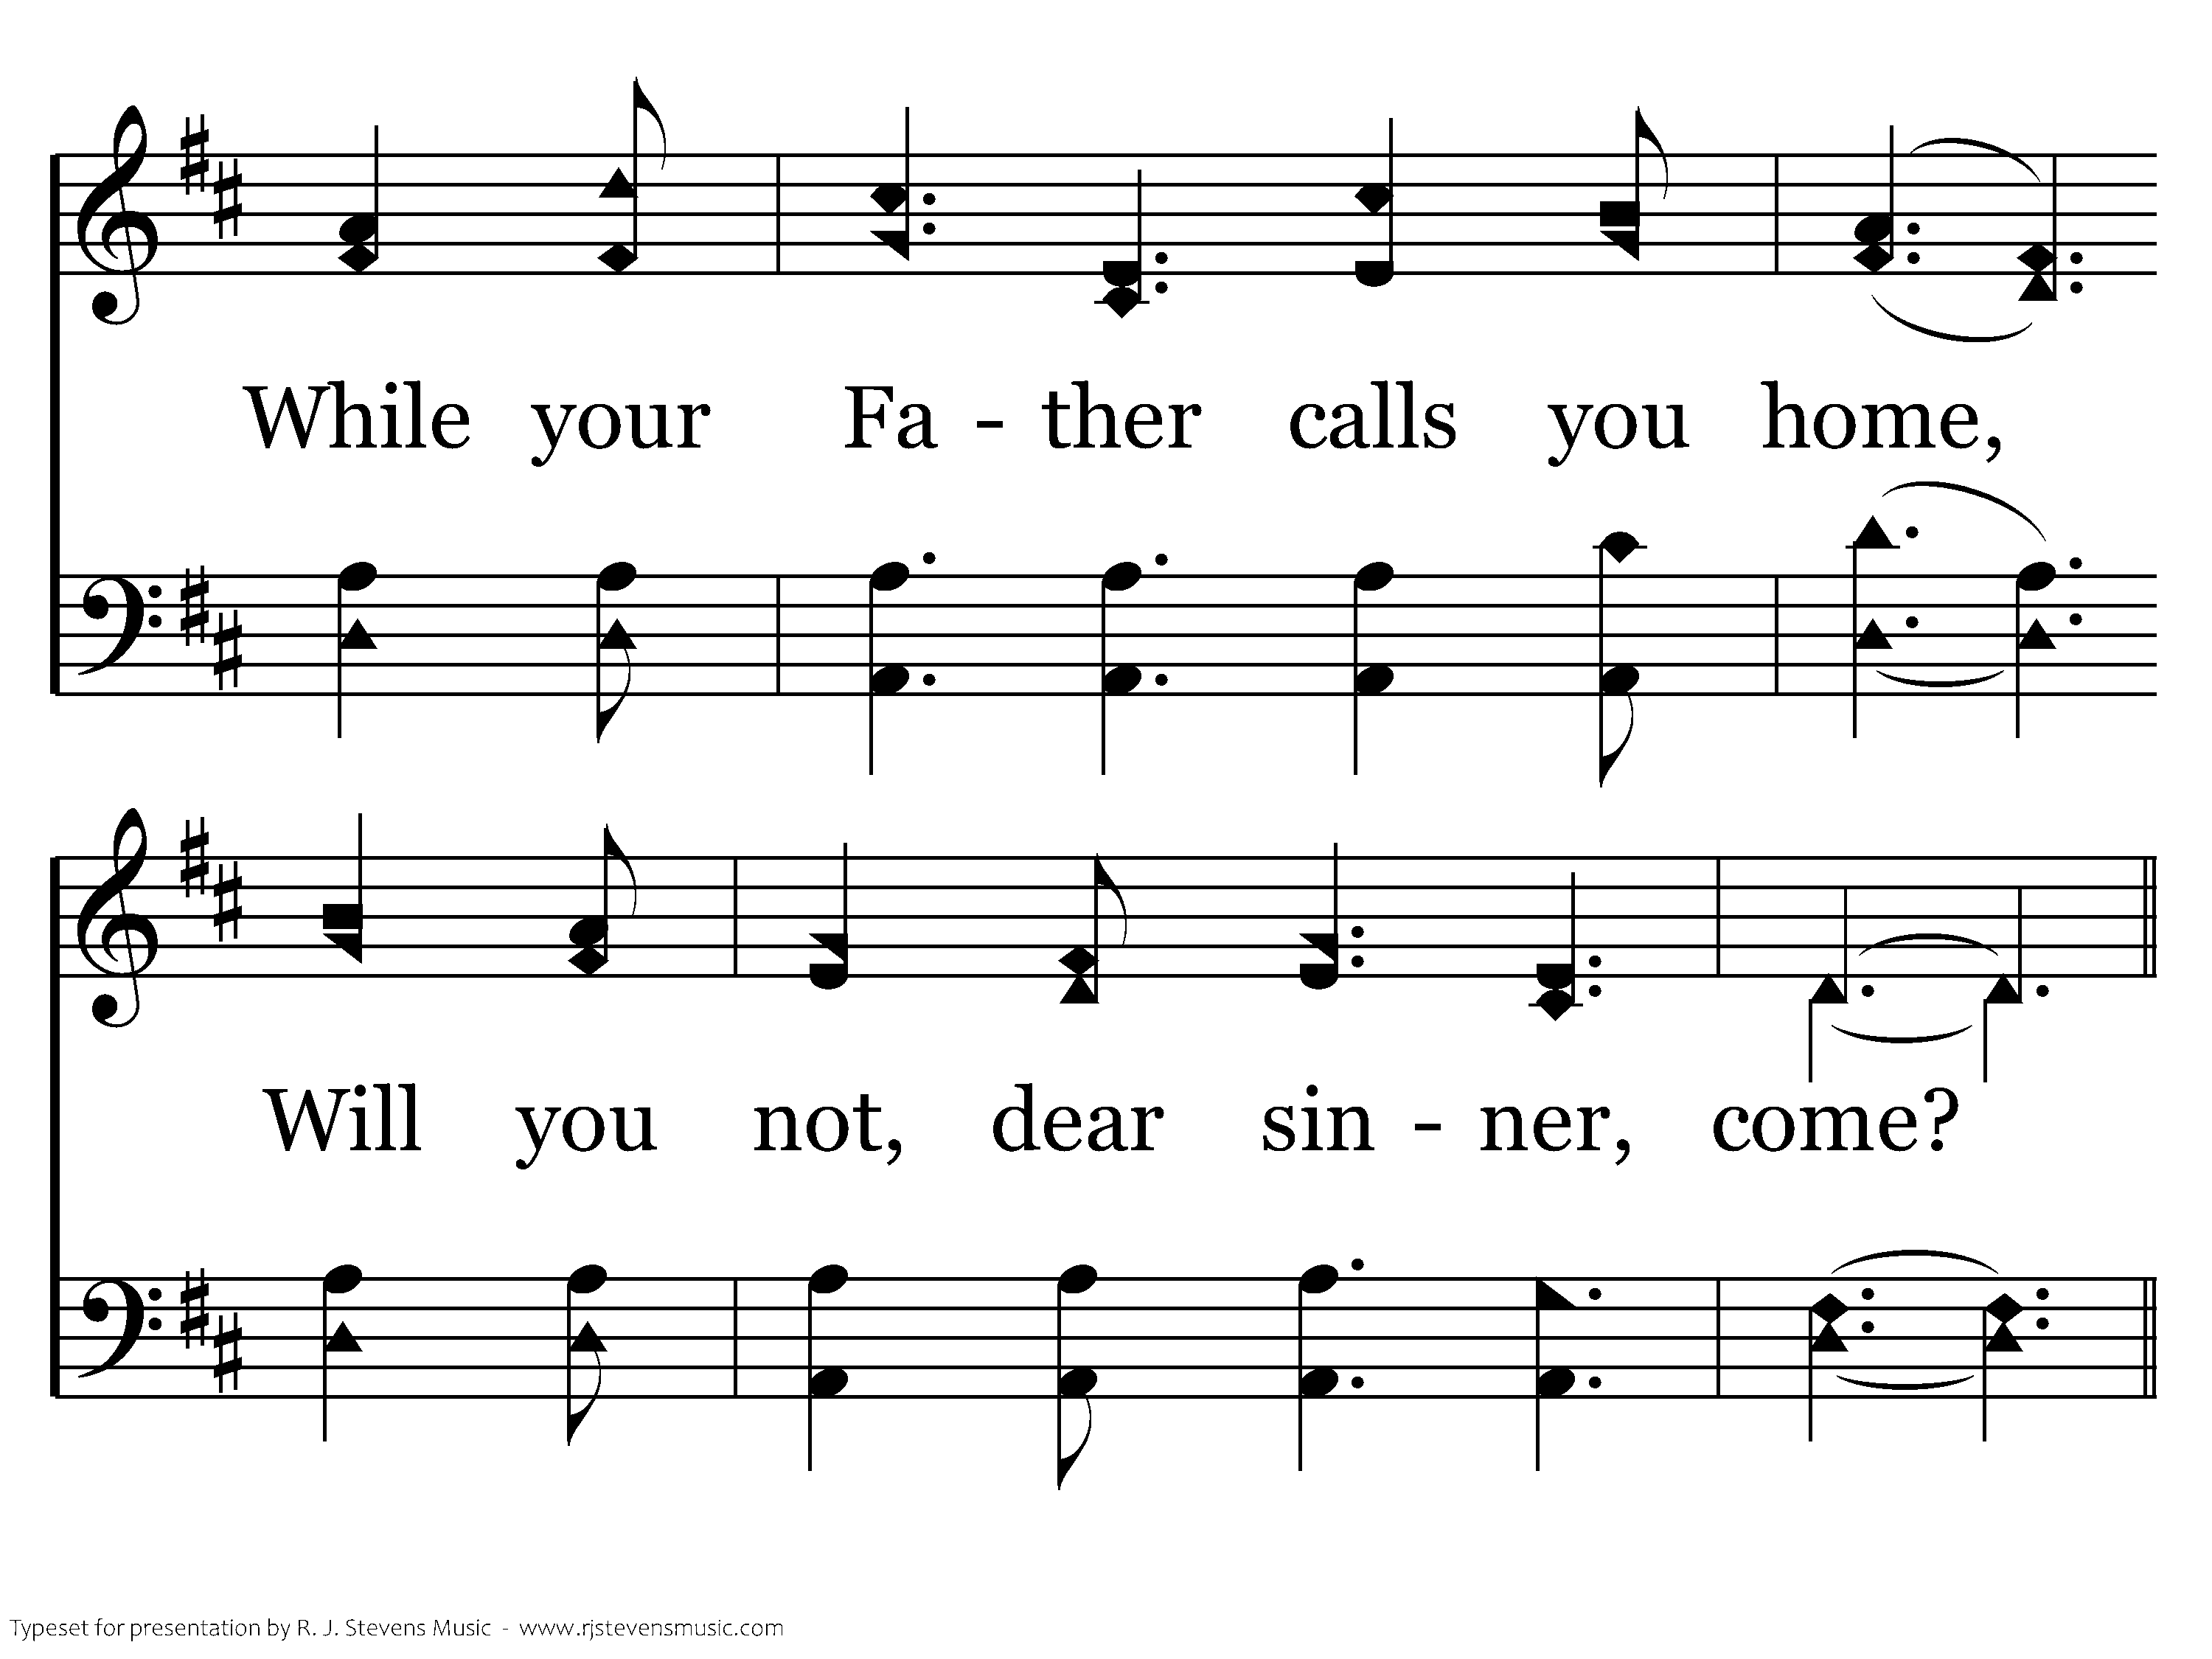 While your Fa - ther calls you home,
Will you not, dear sin - ner, come?
Typeset for presentation by R. J. Stevens Music - www.rjstevensmusic.com